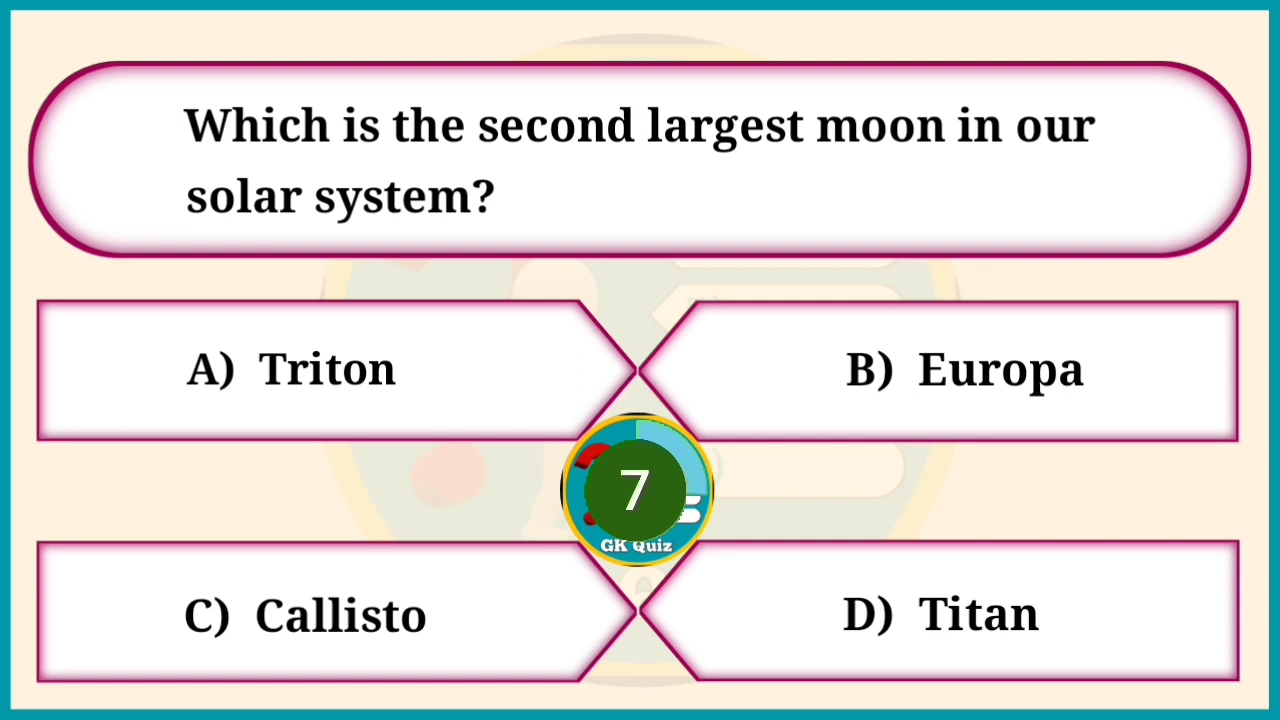 Which is the second largest moon in our
solar system?
A) Triton
B) Europa
7
GK Quiz
C) Callisto
D) Titan